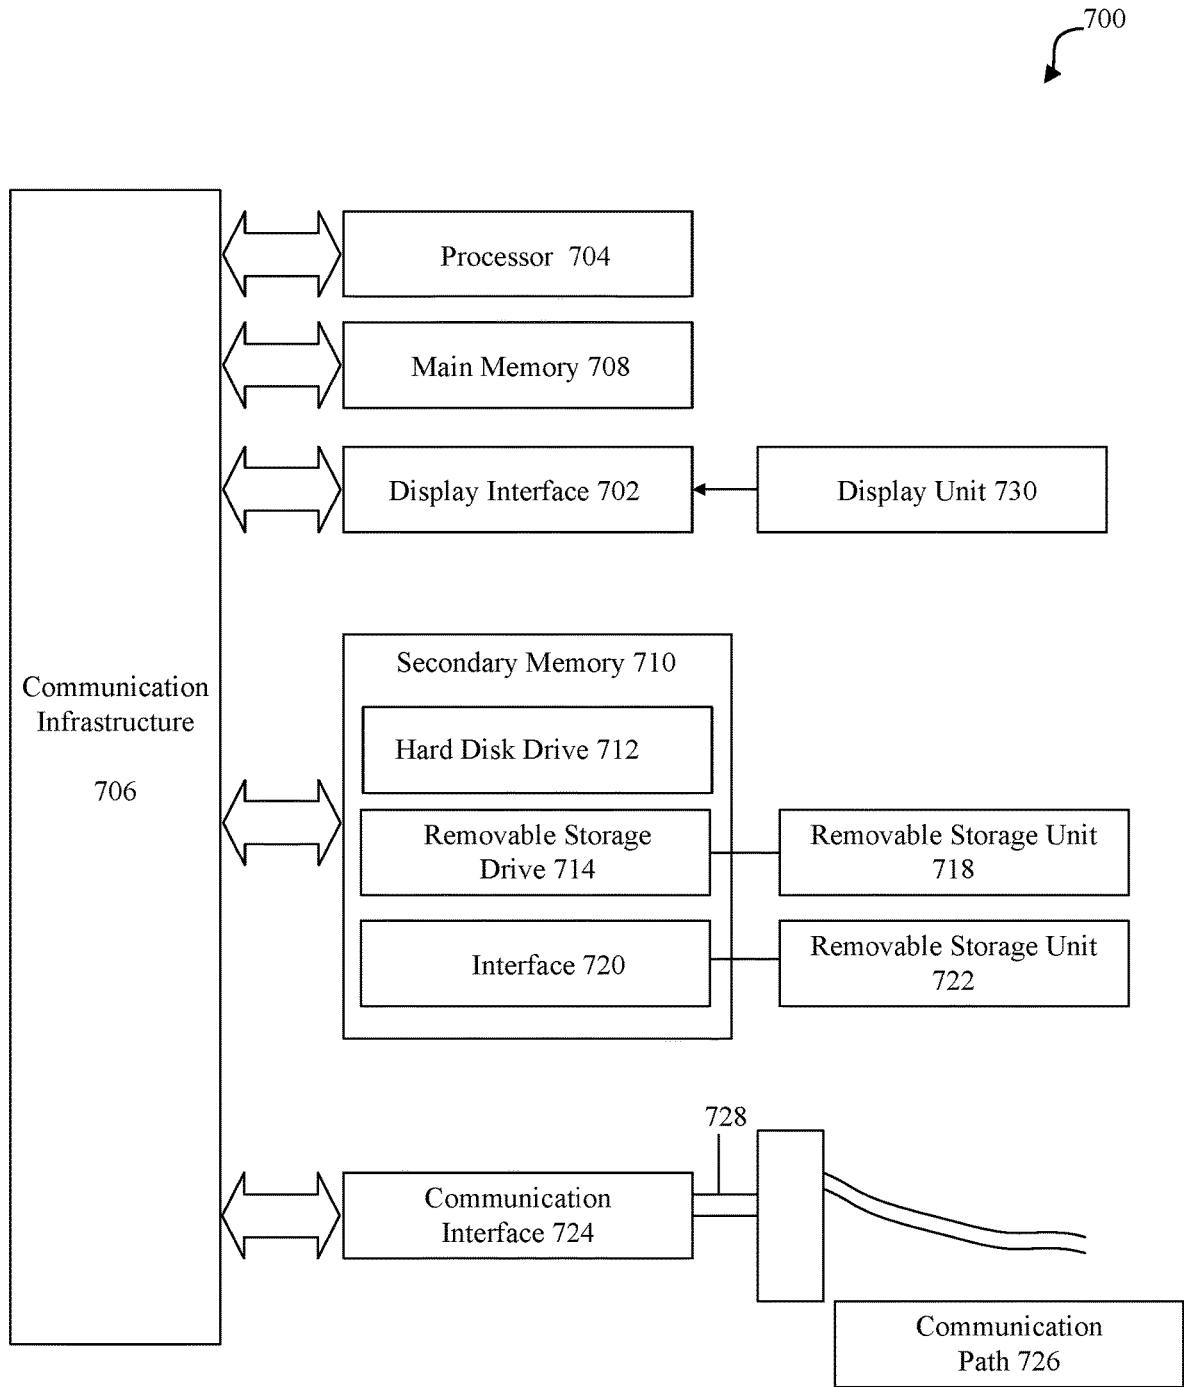 700
Processor 704
Main Memory 708
Display Interface 702
Display Unit 730
Communication
Infrastructure
706
Secondary Memory 710
Hard Disk Drive 712
Removable Storage
Drive 714
Removable Storage Unit
718
Interface 720
Removable Storage Unit
722
728
Communication
Interface 724
Communication
Path 726